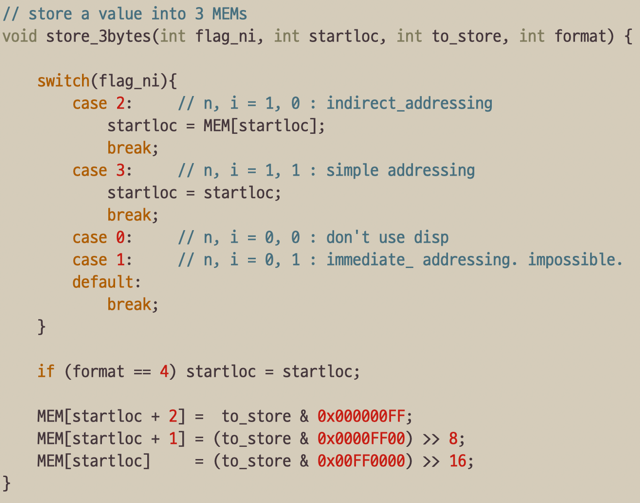 // store a value into 3 MEMs
void store_3bytes(int flag_ni, int startloc, int to_store, int format) {
    switch(flag_ni){
        case 2:     // n, i = 1, 0 : indirect_addressing
            startloc = MEM[startloc];
            break;
        case 3:     // n, i = 1, 1 : simple addressing
            startloc = startloc;
            break;
        case 0:     // n, i = 0, 0 : don't use disp
        case 1:     // n, i = 0, 1 : immediate_ addressing. impossible.
        default:
            break;
    }
    if (format == 4) startloc = startloc;
    MEM[startloc + 2] =  to_store & 0x000000FF;
    MEM[startloc + 1] = (to_store & 0x0000FF00) >> 8;
    MEM[startloc]     = (to_store & 0x00FF0000) >> 16;
}